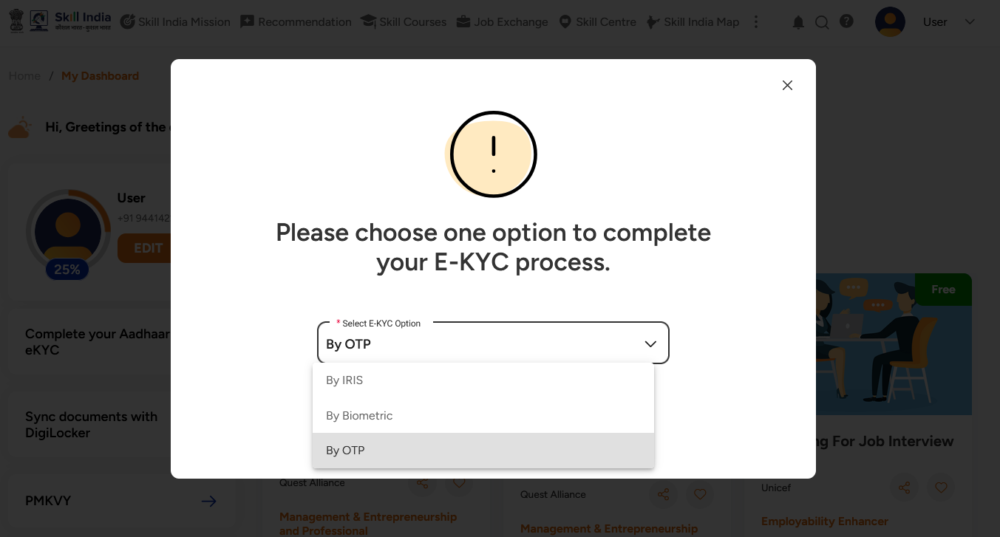 Skill India
कौशल भारत-कुशल भारत
Skill India Mission
Recommendation
Skill Courses
Job Exchange
Skill Centre
Skill India Map
User
Home / My Dashboard
Hi, Greetings of the
User
+91 944142
EDIT
25%
Complete your Aadhaar
eKYC
Sync documents with
DigiLocker
PMKVY
Please choose one option to complete
your E-KYC process.
* Select E-KYC Option
By OTP
By IRIS
By Biometric
By OTP
Free
ng For Job Interview
Quest Alliance
Management & Entrepreneurship
and Professional
Quest Alliance
Management & Entrepreneurship
Unicef
Employability Enhancer